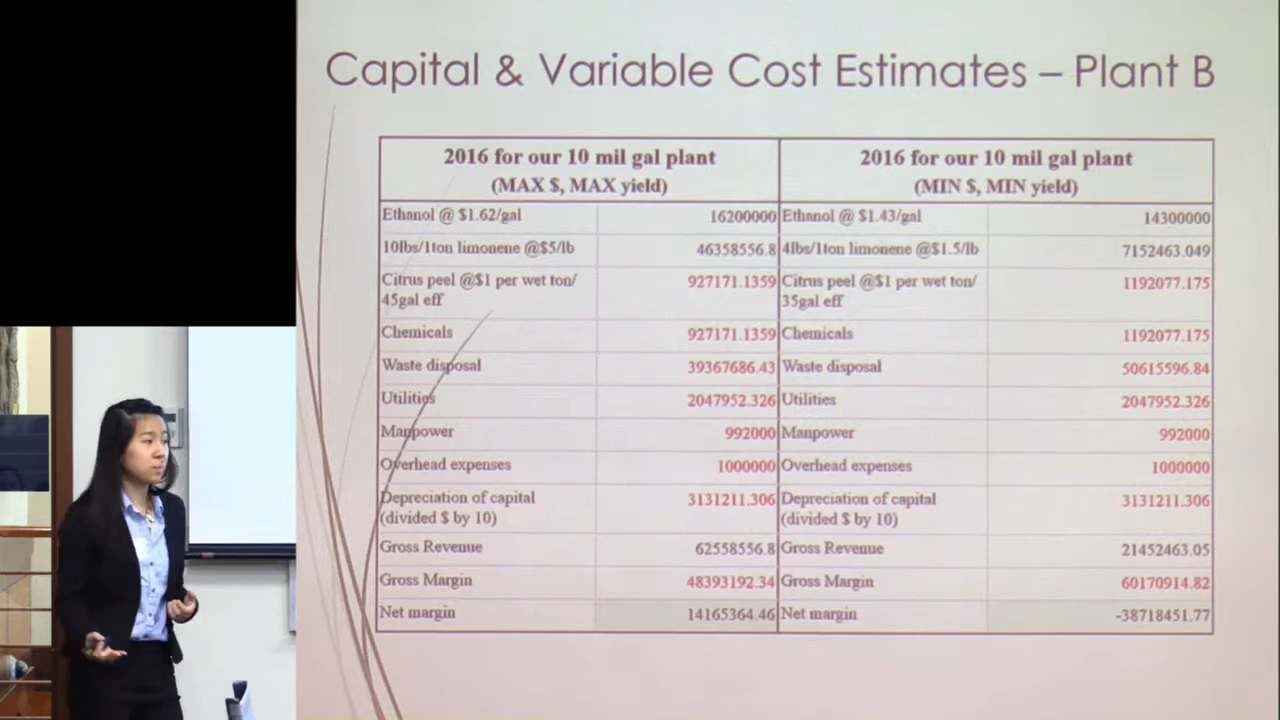 Capital & Variable Cost Estimates – Plant B
2016 for our 10 mil gal plant
(MAX $, MAX yield)
2016 for our 10 mil gal plant
(MIN $, MIN yield)
Ethanol @ $1.62/gal 16200000 Ethanol @ $1.43/gal 14300000
10lbs/1ton limonene @$5/lb 46358556.8 4lbs/1ton limonene @$1.5/lb 7152463.049
Citrus peel @$1 per wet ton/
45gal eff
927171.1359
Citrus peel @$1 per wet ton/
35gal eff
1192077.175
Chemicals 927171.1359 Chemicals 1192077.175
Waste disposal 39367686.43 Waste disposal 50615596.84
Utilities 2047952.326 Utilities 2047952.326
Manpower 992000 Manpower 992000
Overhead expenses 1000000 Overhead expenses 1000000
Depreciation of capital
(divided $ by 10)
3131211.306
Depreciation of capital
(divided $ by 10)
3131211.306
Gross Revenue 62558556.8 Gross Revenue 21452463.05
Gross Margin 48393192.34 Gross Margin 60170914.82
Net margin 14165364.46 Net margin -38718451.77